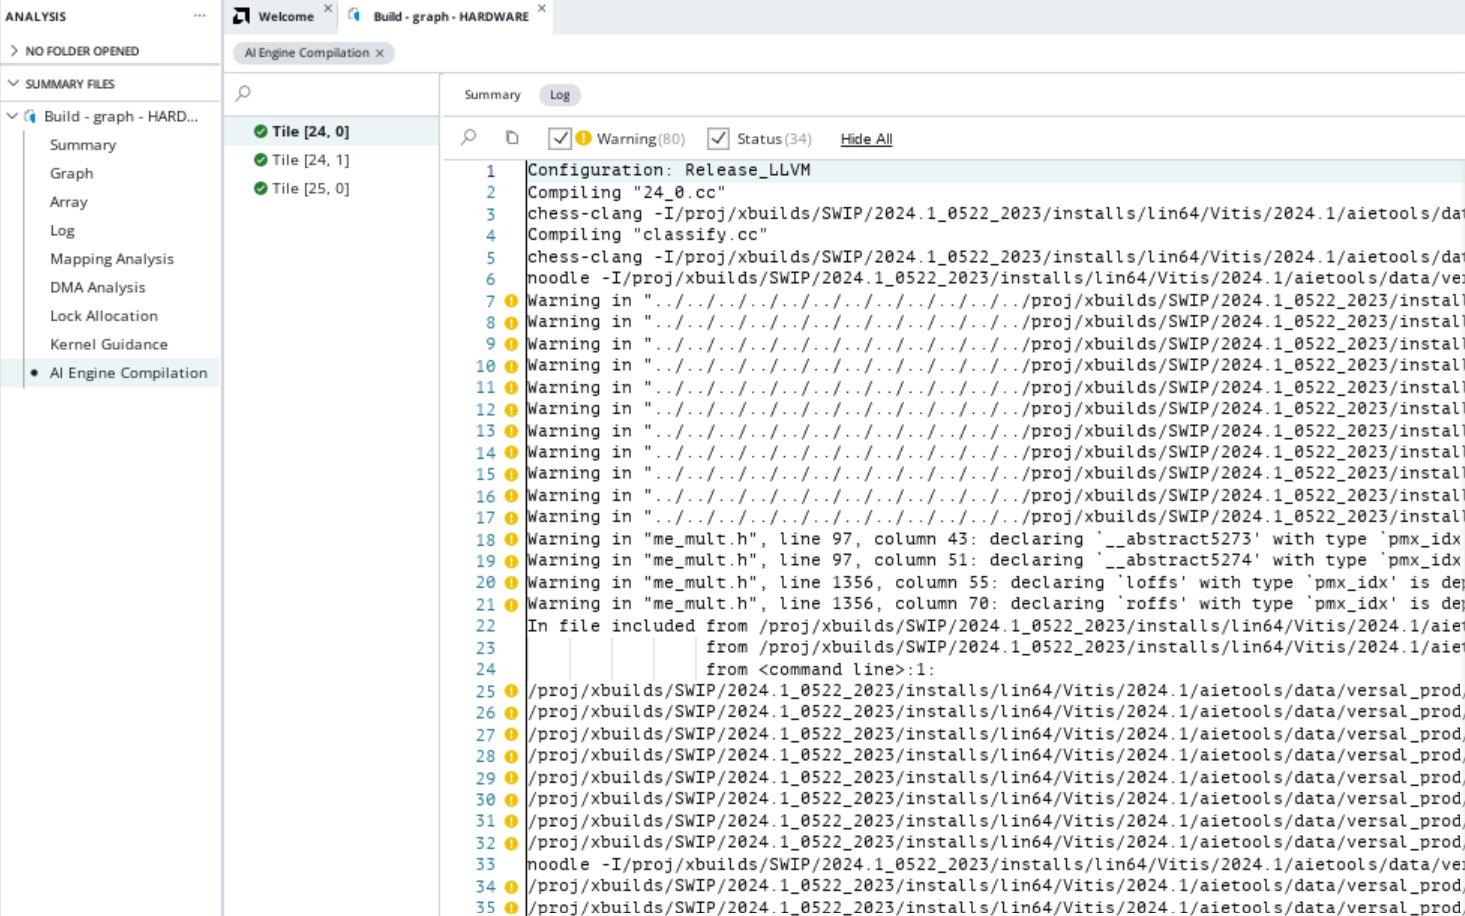 ANALYSIS
NO FOLDER OPENED
SUMMARY FILES
Build - graph - HARD...
Summary
Graph
Array
Log
Mapping Analysis
DMA Analysis
Lock Allocation
Kernel Guidance
AI Engine Compilation
Welcome
Build - graph - HARDWARE
AI Engine Compilation
Tile [24, 0]
Tile [24, 1]
Tile [25, 0]
Summary Log
Warning(80) Status(34) Hide All
1 Configuration: Release_LLVM
2 Compiling "24_0.cc"
3 chess-clang -I/proj/xbuilds/SWIP/2024.1_0522_2023/installs/lin64/Vitis/2024.1/aietools/dat
4 Compiling "classify.cc"
5 chess-clang -I/proj/xbuilds/SWIP/2024.1_0522_2023/installs/lin64/Vitis/2024.1/aietools/dat
6 noodle -I/proj/xbuilds/SWIP/2024.1_0522_2023/installs/lin64/Vitis/2024.1/aietools/data/ver
7 Warning in "../../../../../../../../../proj/xbuilds/SWIP/2024.1_0522_2023/install
8 Warning in "../../../../../../../../../proj/xbuilds/SWIP/2024.1_0522_2023/install
9 Warning in "../../../../../../../../../proj/xbuilds/SWIP/2024.1_0522_2023/install
10 Warning in "../../../../../../../../../proj/xbuilds/SWIP/2024.1_0522_2023/install
11 Warning in "../../../../../../../../../proj/xbuilds/SWIP/2024.1_0522_2023/install
12 Warning in "../../../../../../../../../proj/xbuilds/SWIP/2024.1_0522_2023/install
13 Warning in "../../../../../../../../../proj/xbuilds/SWIP/2024.1_0522_2023/install
14 Warning in "../../../../../../../../../proj/xbuilds/SWIP/2024.1_0522_2023/install
15 Warning in "../../../../../../../../../proj/xbuilds/SWIP/2024.1_0522_2023/install
16 Warning in "../../../../../../../../../proj/xbuilds/SWIP/2024.1_0522_2023/install
17 Warning in "../../../../../../../../../proj/xbuilds/SWIP/2024.1_0522_2023/install
18 Warning in "me_mult.h", line 97, column 43: declaring `__abstract5273' with type `pmx_idx
19 Warning in "me_mult.h", line 97, column 51: declaring `__abstract5274' with type `pmx_idx
20 Warning in "me_mult.h", line 1356, column 55: declaring `loffs' with type `pmx_idx' is dep
21 Warning in "me_mult.h", line 1356, column 70: declaring `roffs' with type `pmx_idx' is dep
22 In file included from /proj/xbuilds/SWIP/2024.1_0522_2023/installs/lin64/Vitis/2024.1/aiet
23 from /proj/xbuilds/SWIP/2024.1_0522_2023/installs/lin64/Vitis/2024.1/aiet
24 from <command line>:1:
25 /proj/xbuilds/SWIP/2024.1_0522_2023/installs/lin64/Vitis/2024.1/aietools/data/versal_prod/
26 /proj/xbuilds/SWIP/2024.1_0522_2023/installs/lin64/Vitis/2024.1/aietools/data/versal_prod/
27 /proj/xbuilds/SWIP/2024.1_0522_2023/installs/lin64/Vitis/2024.1/aietools/data/versal_prod/
28 /proj/xbuilds/SWIP/2024.1_0522_2023/installs/lin64/Vitis/2024.1/aietools/data/versal_prod/
29 /proj/xbuilds/SWIP/2024.1_0522_2023/installs/lin64/Vitis/2024.1/aietools/data/versal_prod/
30 /proj/xbuilds/SWIP/2024.1_0522_2023/installs/lin64/Vitis/2024.1/aietools/data/versal_prod/
31 /proj/xbuilds/SWIP/2024.1_0522_2023/installs/lin64/Vitis/2024.1/aietools/data/versal_prod/
32 /proj/xbuilds/SWIP/2024.1_0522_2023/installs/lin64/Vitis/2024.1/aietools/data/versal_prod/
33 noodle -I/proj/xbuilds/SWIP/2024.1_0522_2023/installs/lin64/Vitis/2024.1/aietools/data/ver
34 /proj/xbuilds/SWIP/2024.1_0522_2023/installs/lin64/Vitis/2024.1/aietools/data/versal_prod/
35 /proj/xbuilds/SWIP/2024.1_0522_2023/installs/lin64/Vitis/2024.1/aietools/data/versal_prod/